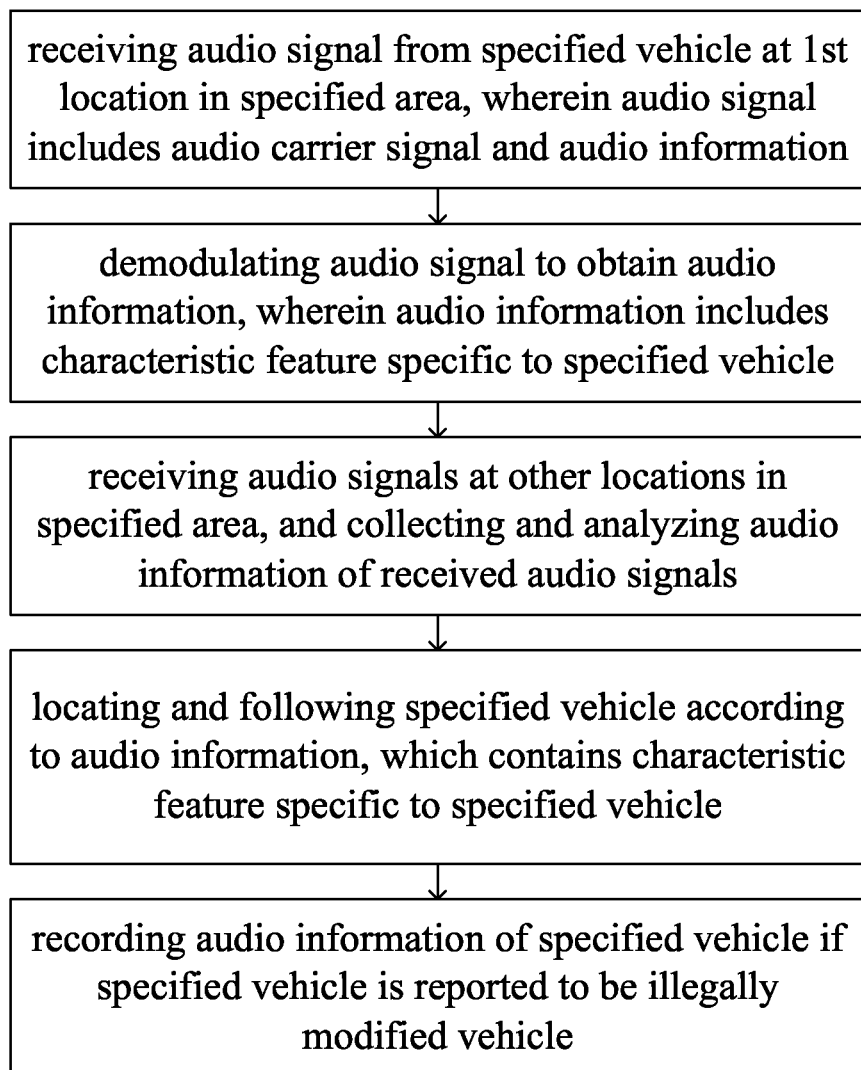 receiving audio signal from specified vehicle at 1st
location in specified area, wherein audio signal
includes audio carrier signal and audio information
demodulating audio signal to obtain audio
information, wherein audio information includes
characteristic feature specific to specified vehicle
receiving audio signals at other locations in
specified area, and collecting and analyzing audio
information of received audio signals
locating and following specified vehicle according
to audio information, which contains characteristic
feature specific to specified vehicle
recording audio information of specified vehicle if
specified vehicle is reported to be illegally
modified vehicle